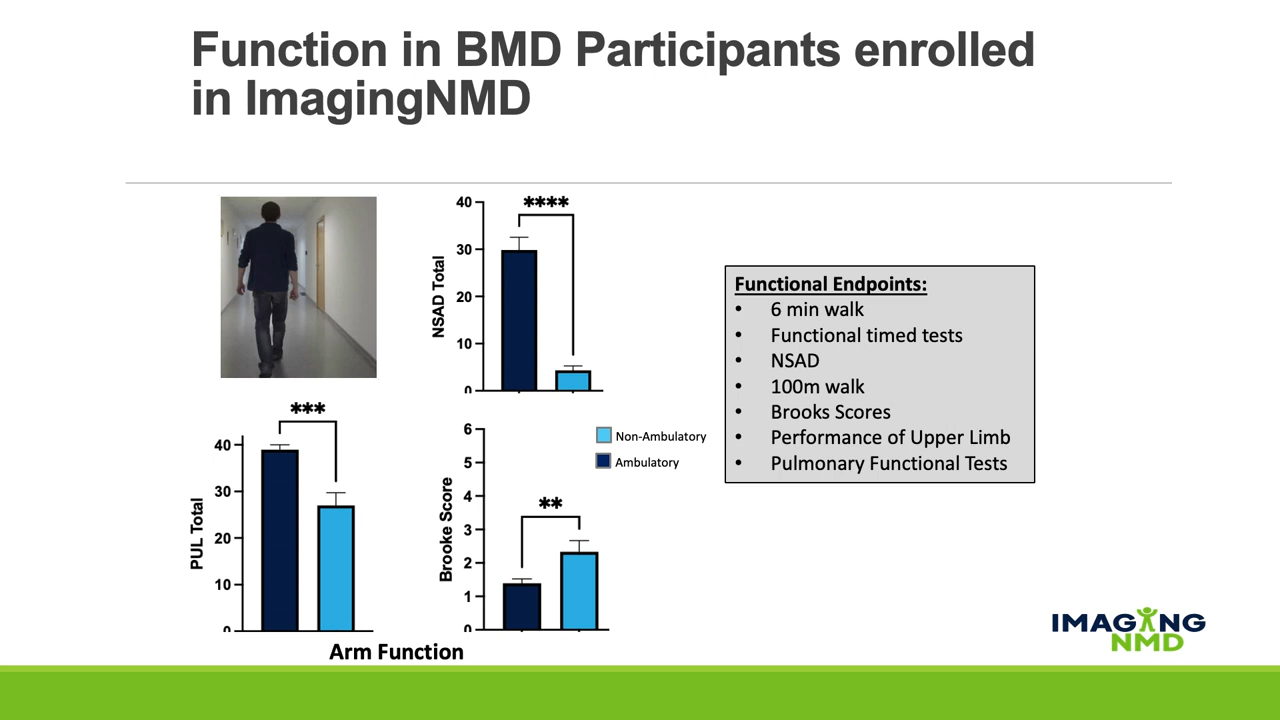 Function in BMD Participants enrolled
in ImagingNMD
****
40
30
20
10
0
NSAD Total
***
40
30
20
10
0
PUL Total
**
6
5
4
3
2
1
0
Brooke Score
Non-Ambulatory
Ambulatory
Arm Function
Functional Endpoints:
• 6 min walk
• Functional timed tests
• NSAD
• 100m walk
• Brooks Scores
• Performance of Upper Limb
• Pulmonary Functional Tests
IMAGING
NMD